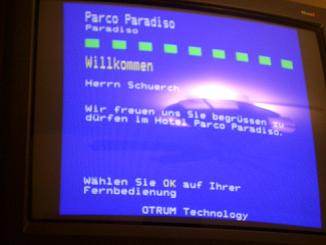 Parco Paradiso
Paradiso
Willkommen
Herrn Schuerch
Wir freuen uns Sie begrüssen zu
dürfen im Hotel Parco Paradiso.
Wählen Sie OK auf Ihrer
Fernbedienung
OTRUM Technology